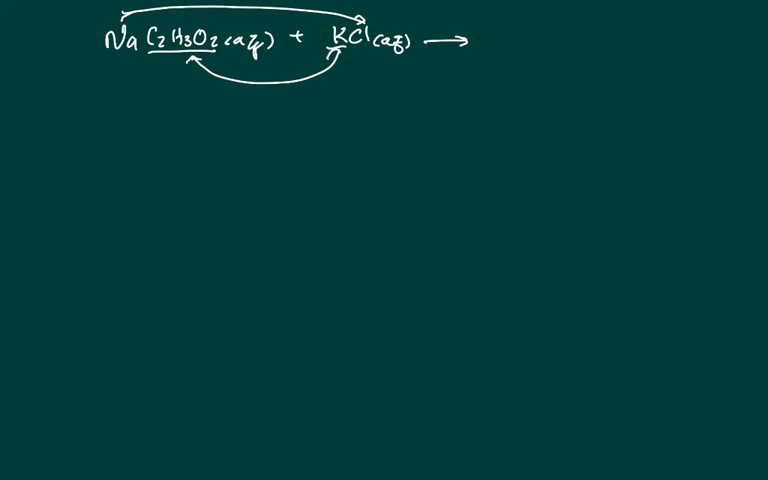 NaC₂H₃O₂(aq) + KCl(aq) ⟶